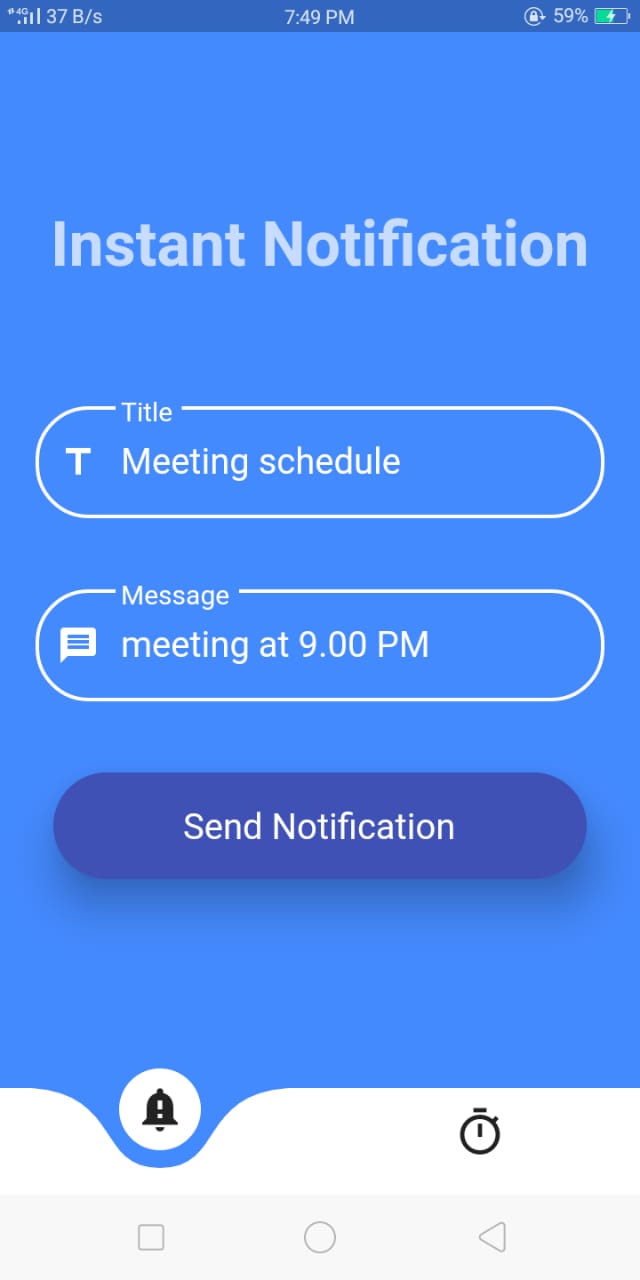 4G 37 B/s 7:49 PM 59%
Instant Notification
Title
T Meeting schedule
Message
meeting at 9.00 PM
Send Notification